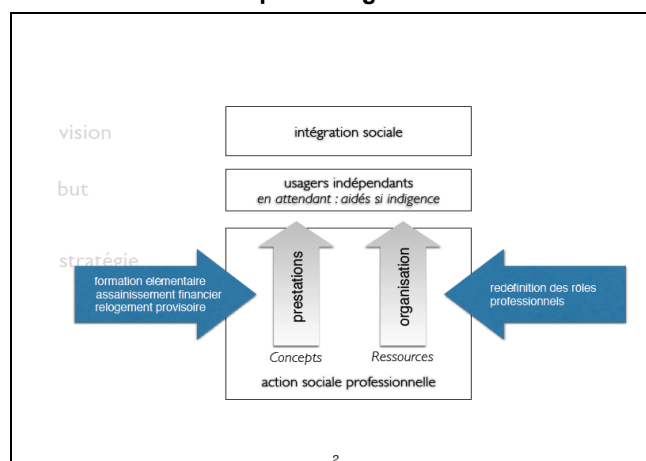 vision
intégration sociale
but
usagers indépendants
en attendant : aidés si indigence
stratégie
formation élémentaire
assainissement financier
relogement provisoire
prestations
organisation
redéfinition des rôles
professionnels
Concepts
Ressources
action sociale professionnelle
2